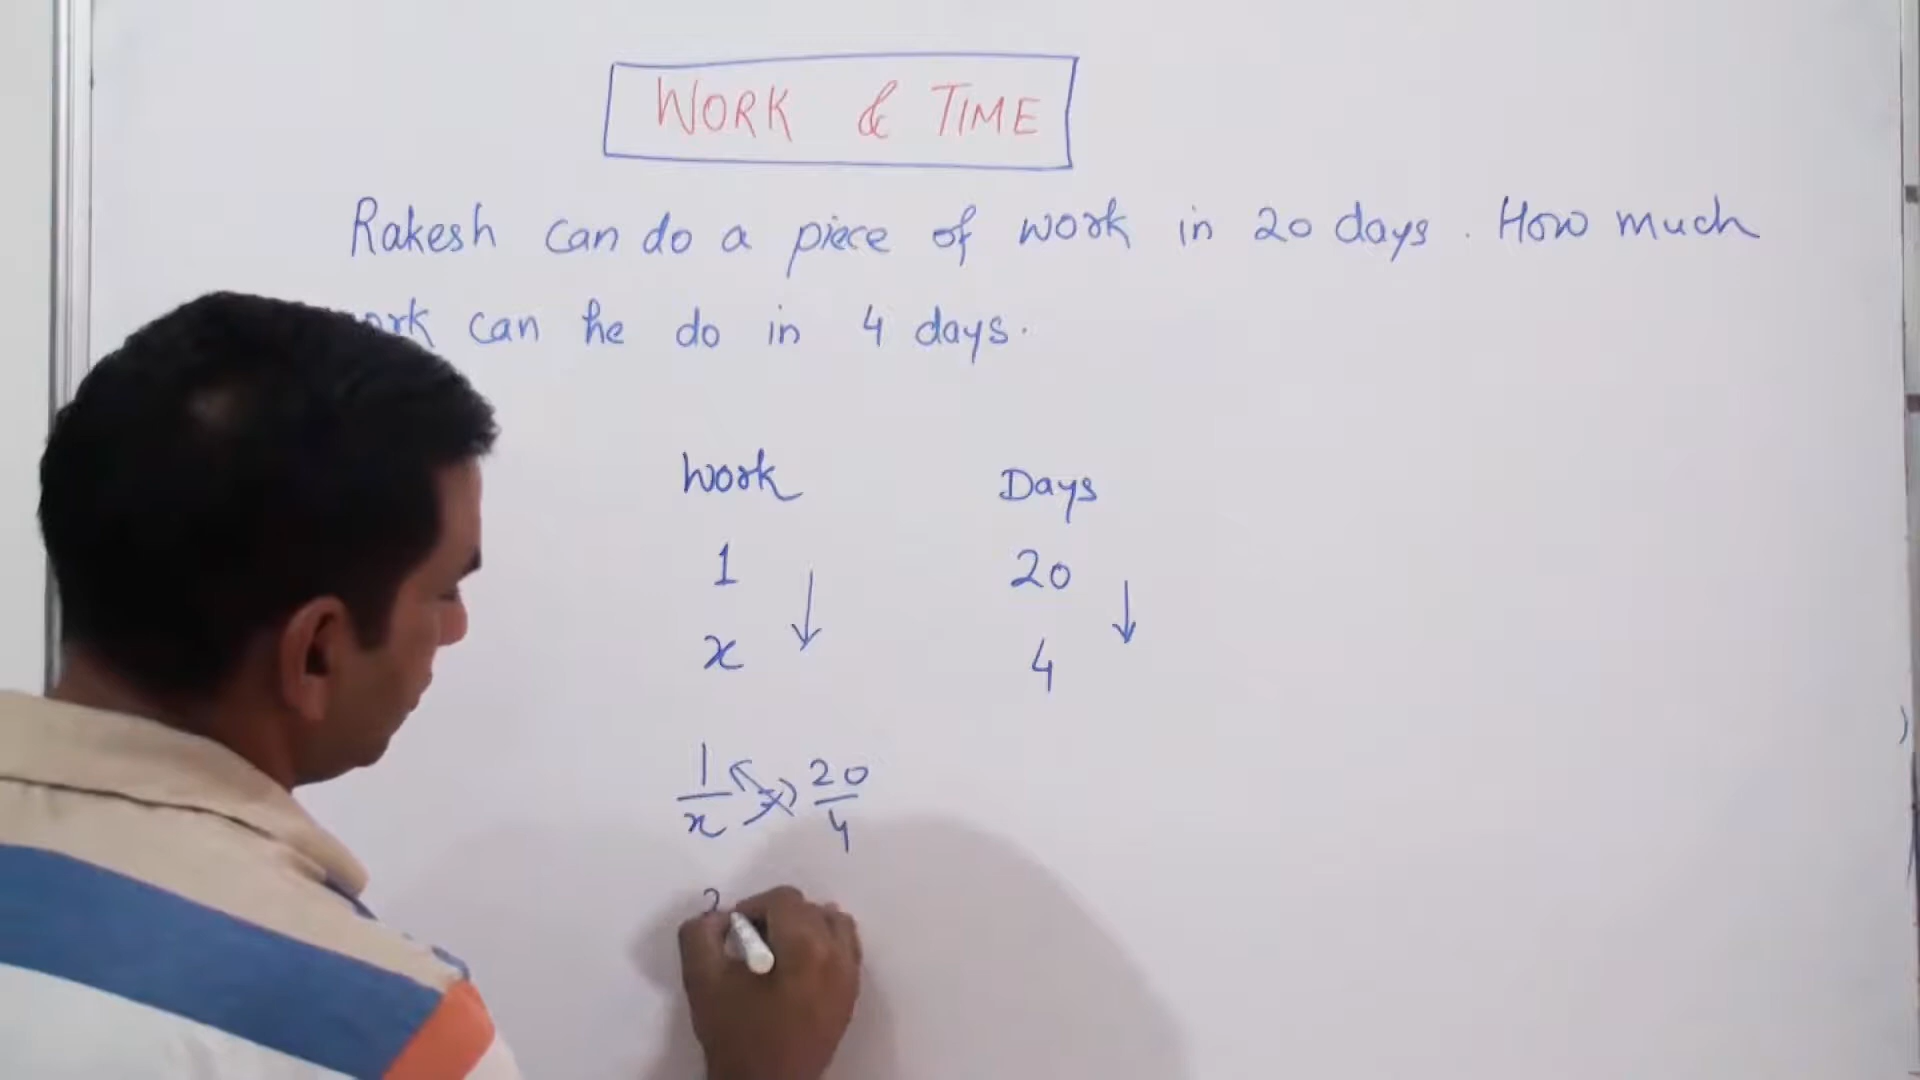 WORK & TIME
Rakesh can do a piece of work in 20 days. How much
can he do in 4 days.
Work Days
1 ↓ 20 ↓
x 4
1/x = 20/4